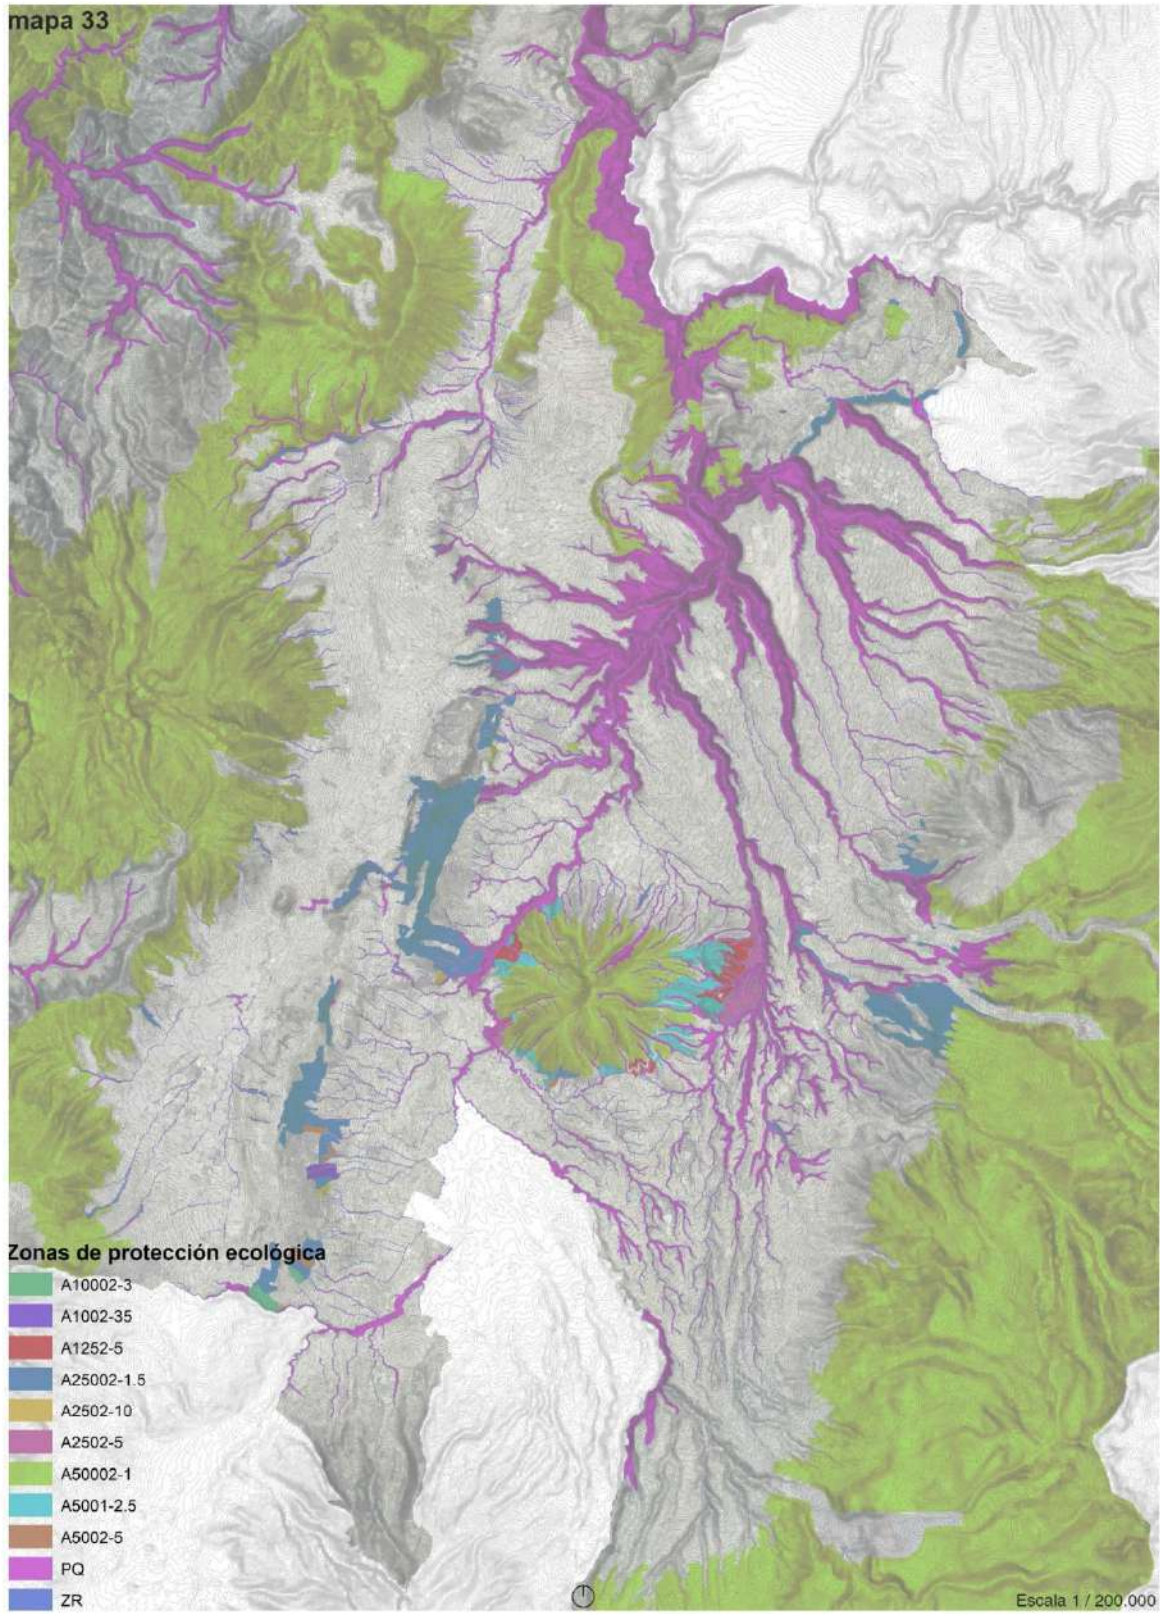 mapa 33
Zonas de protección ecológica
A10002-3
A1002-35
A1252-5
A25002-1.5
A2502-10
A2502-5
A50002-1
A5001-2.5
A5002-5
PQ
ZR
Escala 1 / 200.000